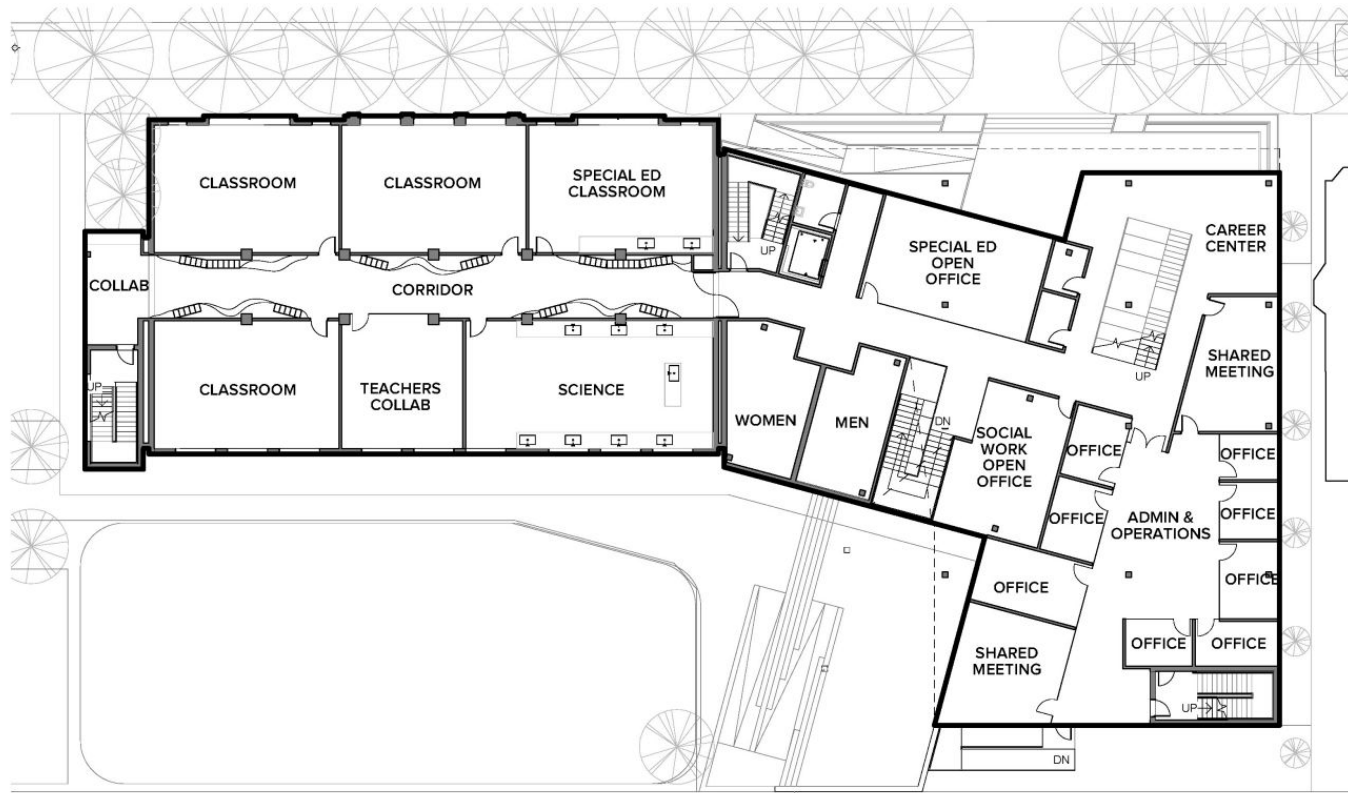 CLASSROOM
CLASSROOM
SPECIAL ED
CLASSROOM
UP
SPECIAL ED
OPEN
OFFICE
CAREER
CENTER
COLLAB
CORRIDOR
UP
CLASSROOM
TEACHERS
COLLAB
SCIENCE
WOMEN
MEN
DN
SOCIAL
WORK
OPEN
OFFICE
UP
SHARED
MEETING
OFFICE
OFFICE
OFFICE
OFFICE
ADMIN &
OPERATIONS
OFFICE
OFFICE
OFFICE
OFFICE
SHARED
MEETING
UP
DN